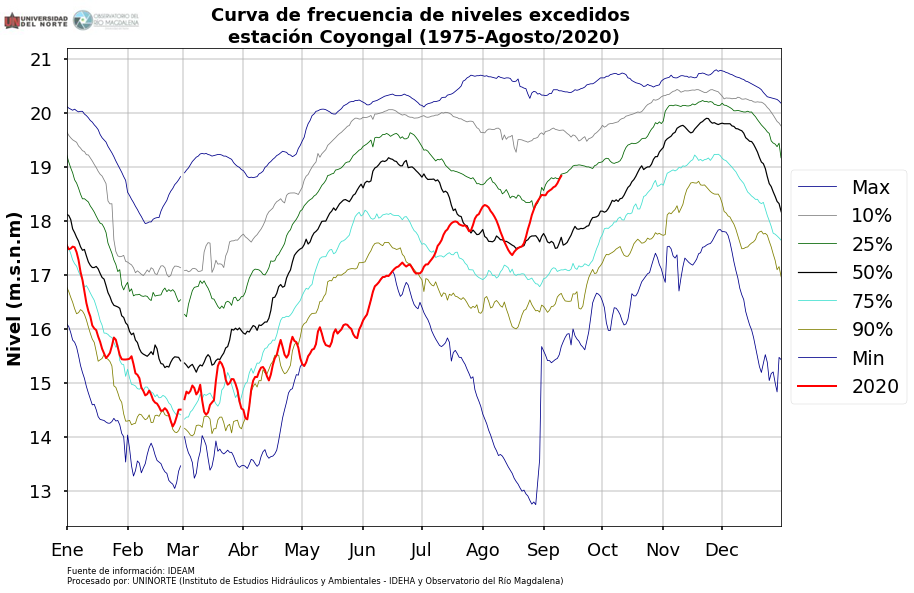 UNIVERSIDAD
DEL NORTE
OBSERVATORIO DEL
RÍO MAGDALENA
Curva de frecuencia de niveles excedidos
estación Coyongal (1975-Agosto/2020)
21
20
19
18
17
16
15
14
13
Nivel (m.s.n.m)
Ene Feb Mar Abr May Jun Jul Ago Sep Oct Nov Dec
Max
10%
25%
50%
75%
90%
Min
2020
Fuente de información: IDEAM
Procesado por: UNINORTE (Instituto de Estudios Hidráulicos y Ambientales - IDEHA y Observatorio del Río Magdalena)